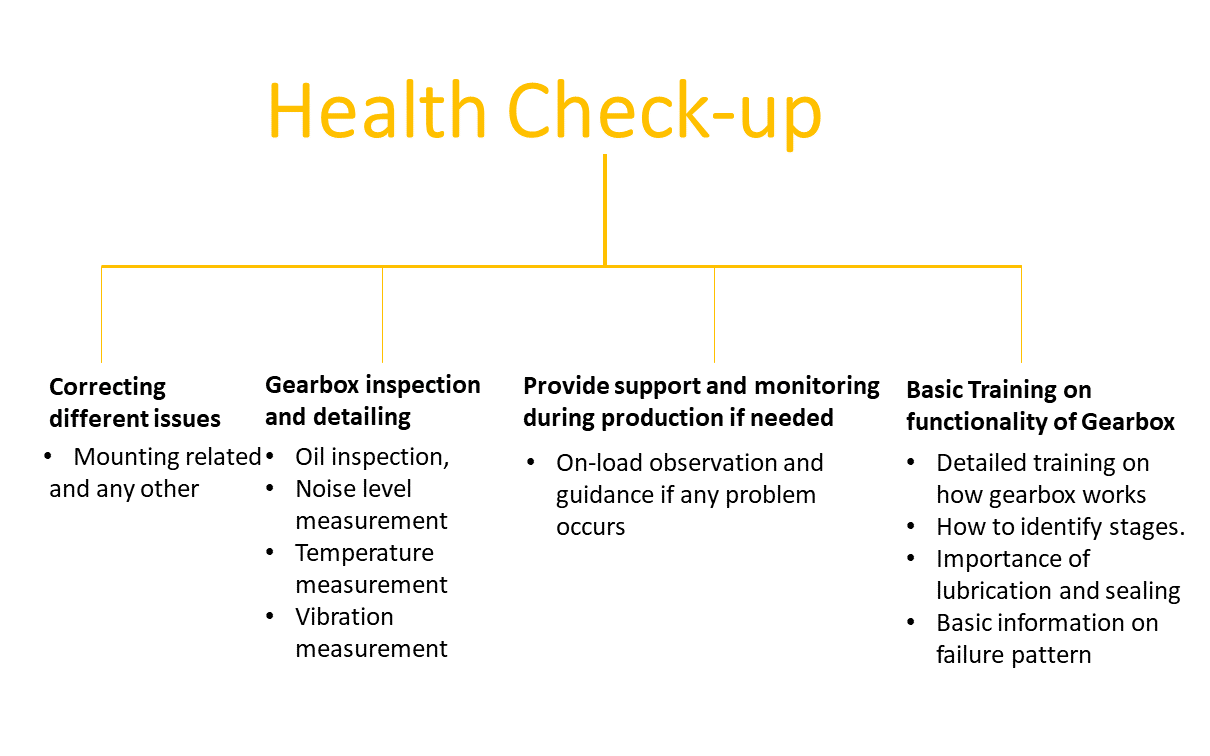 Health Check-up
Correcting
different issues
• Mounting related
and any other
Gearbox inspection
and detailing
• Oil inspection,
• Noise level
measurement
• Temperature
measurement
• Vibration
measurement
Provide support and monitoring
during production if needed
• On-load observation and
guidance if any problem
occurs
Basic Training on
functionality of Gearbox
• Detailed training on
how gearbox works
• How to identify stages.
• Importance of
lubrication and sealing
• Basic information on
failure pattern